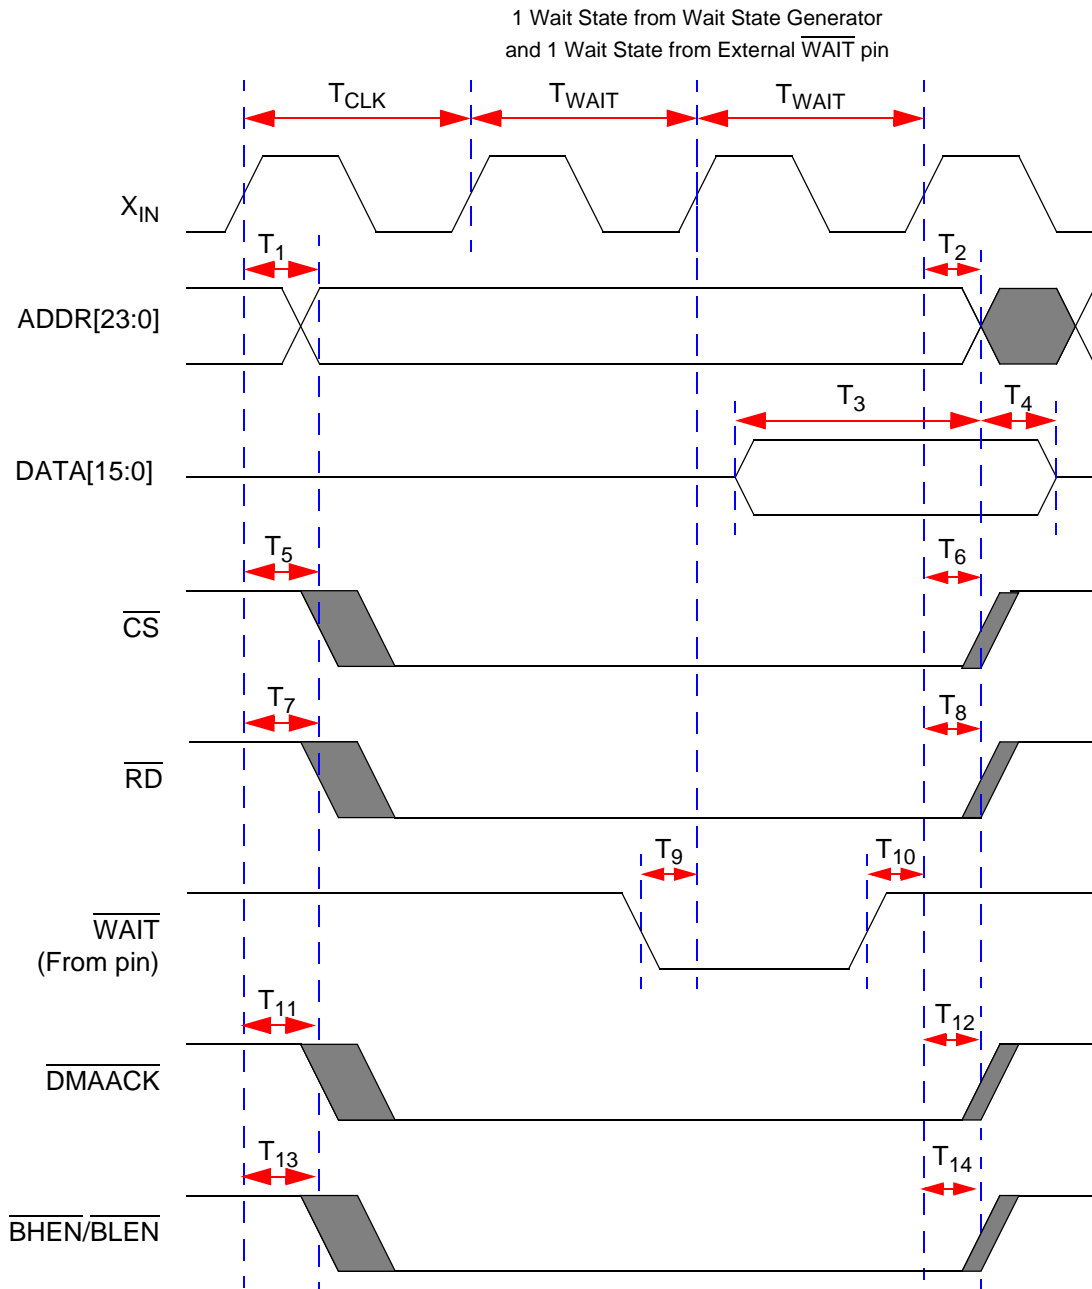 1 Wait State from Wait State Generator
and 1 Wait State from External WAIT pin
TCLK TWAIT TWAIT
XIN
T1 T2
ADDR[23:0]
T3 T4
DATA[15:0]
T5 T6
CS
T7 T8
RD
T9 T10
WAIT
(From pin)
T11 T12
DMAACK
T13 T14
BHEN/BLEN